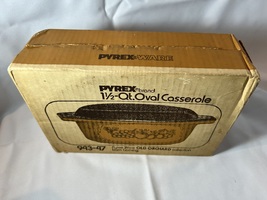 PYREX-WARE
PYREX brand
1½-Qt. Oval Casserole
943-47